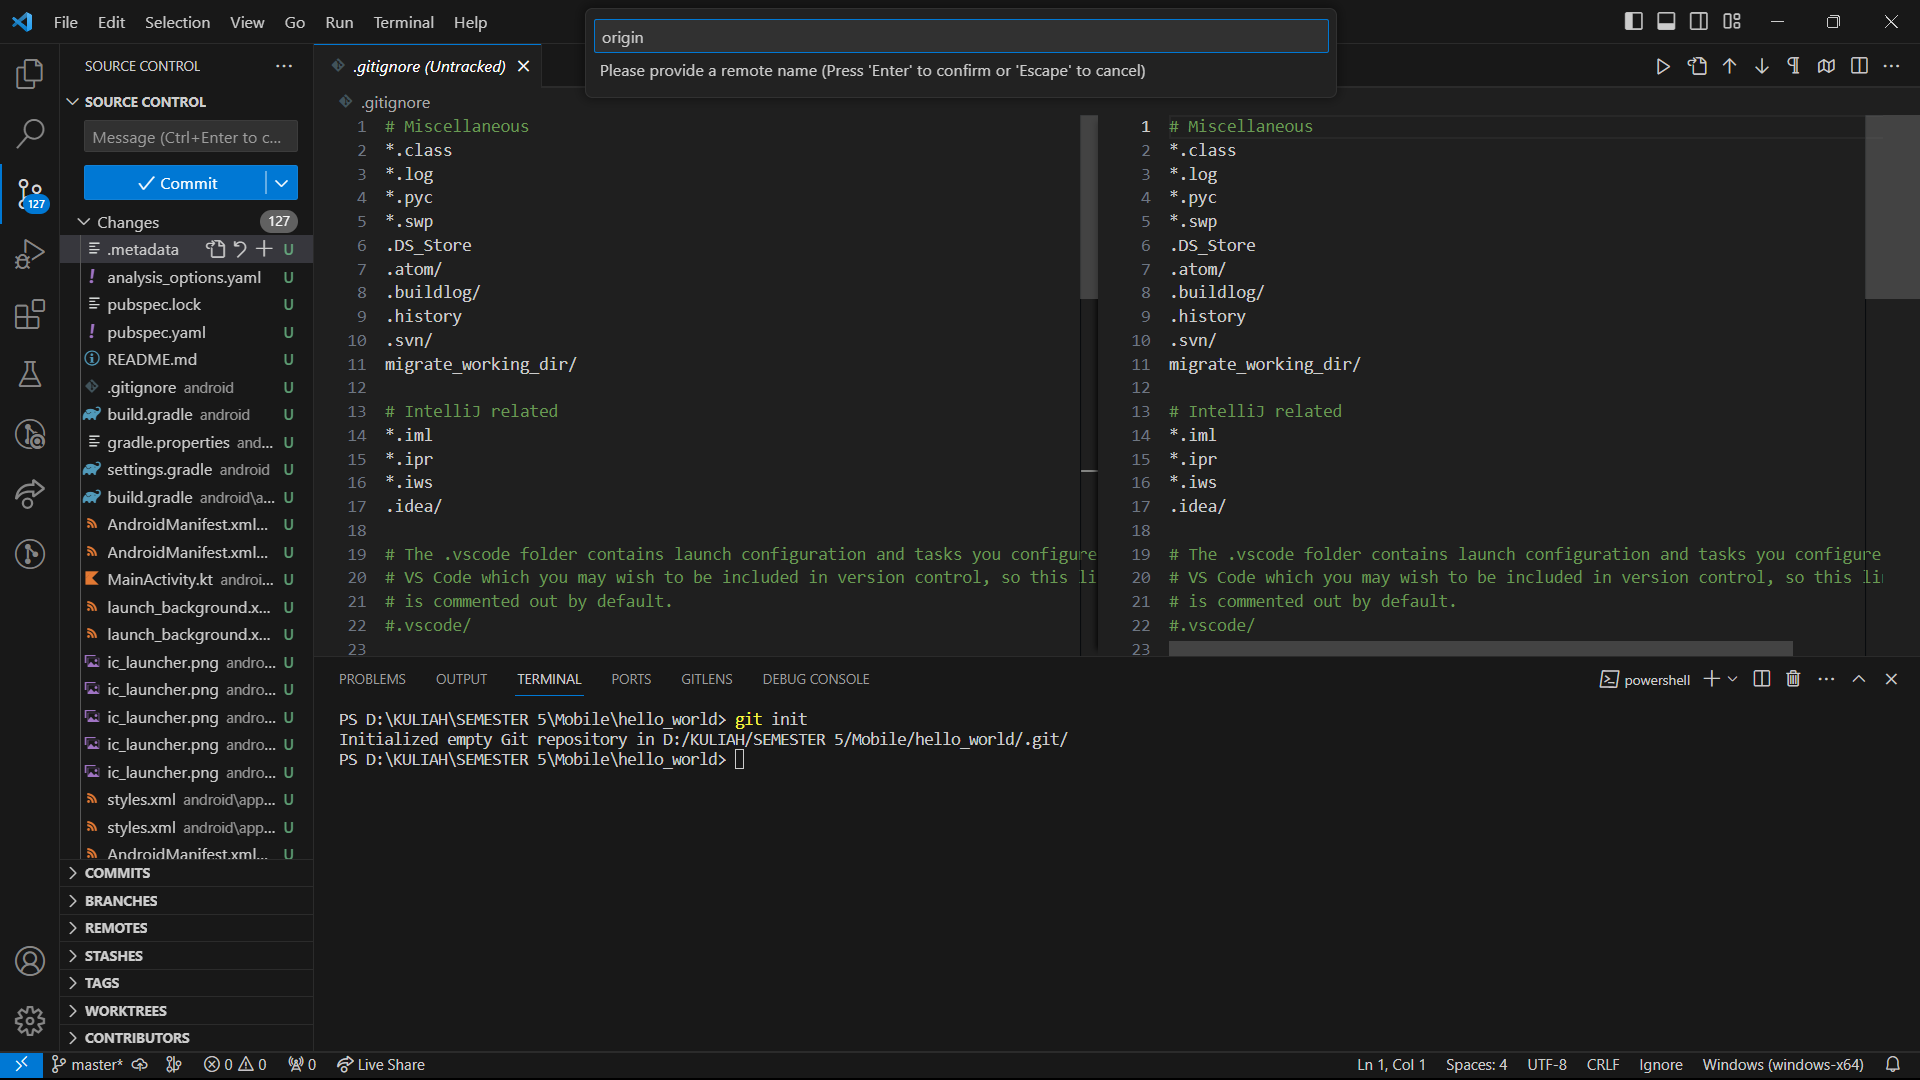 File Edit Selection View Go Run Terminal Help
origin
Please provide a remote name (Press 'Enter' to confirm or 'Escape' to cancel)
SOURCE CONTROL
SOURCE CONTROL
Message (Ctrl+Enter to c...
Commit
127
Changes 127
.metadata U
analysis_options.yaml U
pubspec.lock U
pubspec.yaml U
README.md U
.gitignore android U
build.gradle android U
gradle.properties and... U
settings.gradle android U
build.gradle android\a... U
AndroidManifest.xml... U
AndroidManifest.xml... U
MainActivity.kt androi... U
launch_background.x... U
launch_background.x... U
ic_launcher.png andro... U
ic_launcher.png andro... U
ic_launcher.png andro... U
ic_launcher.png andro... U
ic_launcher.png andro... U
styles.xml android\app... U
styles.xml android\app... U
AndroidManifest.xml... U
COMMITS
BRANCHES
REMOTES
STASHES
TAGS
WORKTREES
CONTRIBUTORS
.gitignore (Untracked)
.gitignore
1 # Miscellaneous
2 *.class
3 *.log
4 *.pyc
5 *.swp
6 .DS_Store
7 .atom/
8 .buildlog/
9 .history
10 .svn/
11 migrate_working_dir/
12
13 # IntelliJ related
14 *.iml
15 *.ipr
16 *.iws
17 .idea/
18
19 # The .vscode folder contains launch configuration and tasks you configure
20 # VS Code which you may wish to be included in version control, so this li
21 # is commented out by default.
22 #.vscode/
23
1 # Miscellaneous
2 *.class
3 *.log
4 *.pyc
5 *.swp
6 .DS_Store
7 .atom/
8 .buildlog/
9 .history
10 .svn/
11 migrate_working_dir/
12
13 # IntelliJ related
14 *.iml
15 *.ipr
16 *.iws
17 .idea/
18
19 # The .vscode folder contains launch configuration and tasks you configure
20 # VS Code which you may wish to be included in version control, so this li
21 # is commented out by default.
22 #.vscode/
23
PROBLEMS OUTPUT TERMINAL PORTS GITLENS DEBUG CONSOLE
powershell
PS D:\KULIAH\SEMESTER 5\Mobile\hello_world> git init
Initialized empty Git repository in D:/KULIAH/SEMESTER 5/Mobile/hello_world/.git/
PS D:\KULIAH\SEMESTER 5\Mobile\hello_world>
master* 0 0 0 Live Share
Ln 1, Col 1 Spaces: 4 UTF-8 CRLF Ignore Windows (windows-x64)